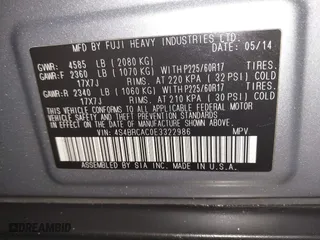 MFD BY FUJI HEAVY INDUSTRIES LTD. DATE: 05/14
GVWR: 4585 LB (2080 KG)
GAWR:F 2360 LB (1070 KG) WITH P225/60R17 TIRES.
17X7J RIMS AT 220 KPA ( 32 PSI) COLD
GAWR:R 2340 LB (1060 KG) WITH P225/60R17 TIRES.
17X7J RIMS AT 210 KPA ( 30 PSI) COLD
THIS VEHICLE CONFORMS TO ALL APPLICABLE FEDERAL MOTOR
VEHICLE SAFETY STANDARDS IN EFFECT ON THE DATE OF
MANUFACTURE SHOWN ABOVE.
VIN: 4S4BRCAC0E3322986 MPV
ASSEMBLED BY SIA INC. MADE IN U.S.A.
DREAMBID